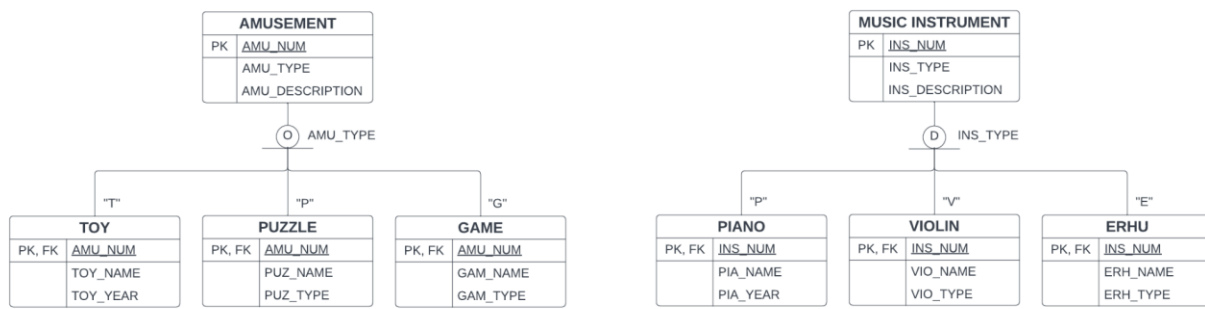 AMUSEMENT
PK AMU_NUM
AMU_TYPE
AMU_DESCRIPTION
O AMU_TYPE
"T" "P" "G"
TOY
PK, FK AMU_NUM
TOY_NAME
TOY_YEAR
PUZZLE
PK, FK AMU_NUM
PUZ_NAME
PUZ_TYPE
GAME
PK, FK AMU_NUM
GAM_NAME
GAM_TYPE
MUSIC INSTRUMENT
PK INS_NUM
INS_TYPE
INS_DESCRIPTION
D INS_TYPE
"P" "V" "E"
PIANO
PK, FK INS_NUM
PIA_NAME
PIA_YEAR
VIOLIN
PK, FK INS_NUM
VIO_NAME
VIO_TYPE
ERHU
PK, FK INS_NUM
ERH_NAME
ERH_TYPE